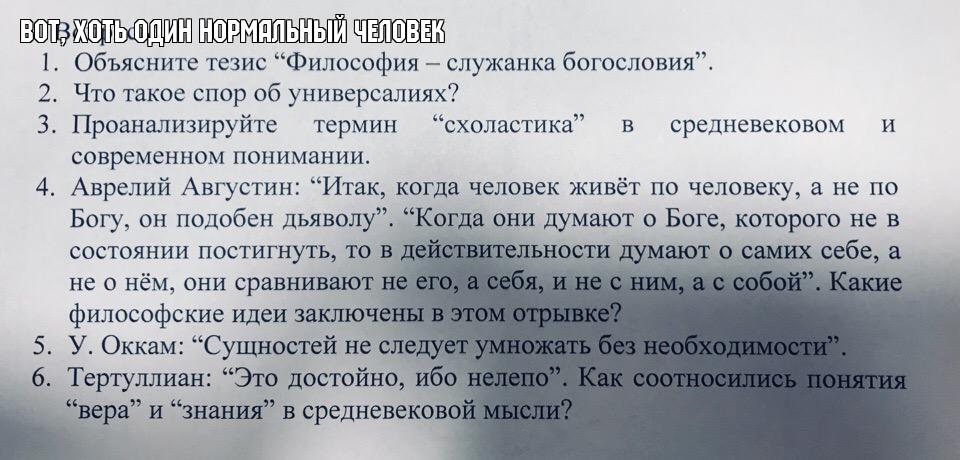 ВОТ, ХОТЬ ОДИН НОРМАЛЬНЫЙ ЧЕЛОВЕК
1. Объясните тезис “Философия – служанка богословия”.
2. Что такое спор об универсалиях?
3. Проанализируйте термин “схоластика” в средневековом и
современном понимании.
4. Аврелий Августин: “Итак, когда человек живёт по человеку, а не по
Богу, он подобен дьяволу”. “Когда они думают о Боге, которого не в
состоянии постигнуть, то в действительности думают о самих себе, а
не о нём, они сравнивают не его, а себя, и не с ним, а с собой”. Какие
философские идеи заключены в этом отрывке?
5. У. Оккам: “Сущностей не следует умножать без необходимости”.
6. Тертуллиан: “Это достойно, ибо нелепо”. Как соотносились понятия
“вера” и “знания” в средневековой мысли?